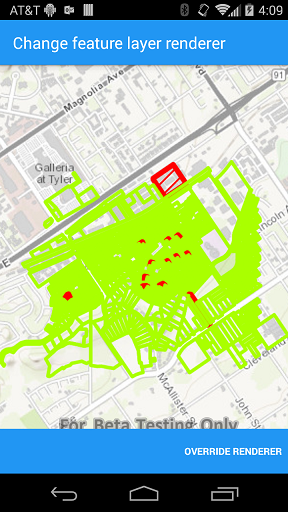 AT&T 4:09
Change feature layer renderer
Magnolia Ave
91
Galleria
at Tyler
Lincoln A
E
Cleveland
McAllister
John St
For Beta Testing Only
OVERRIDE RENDERER